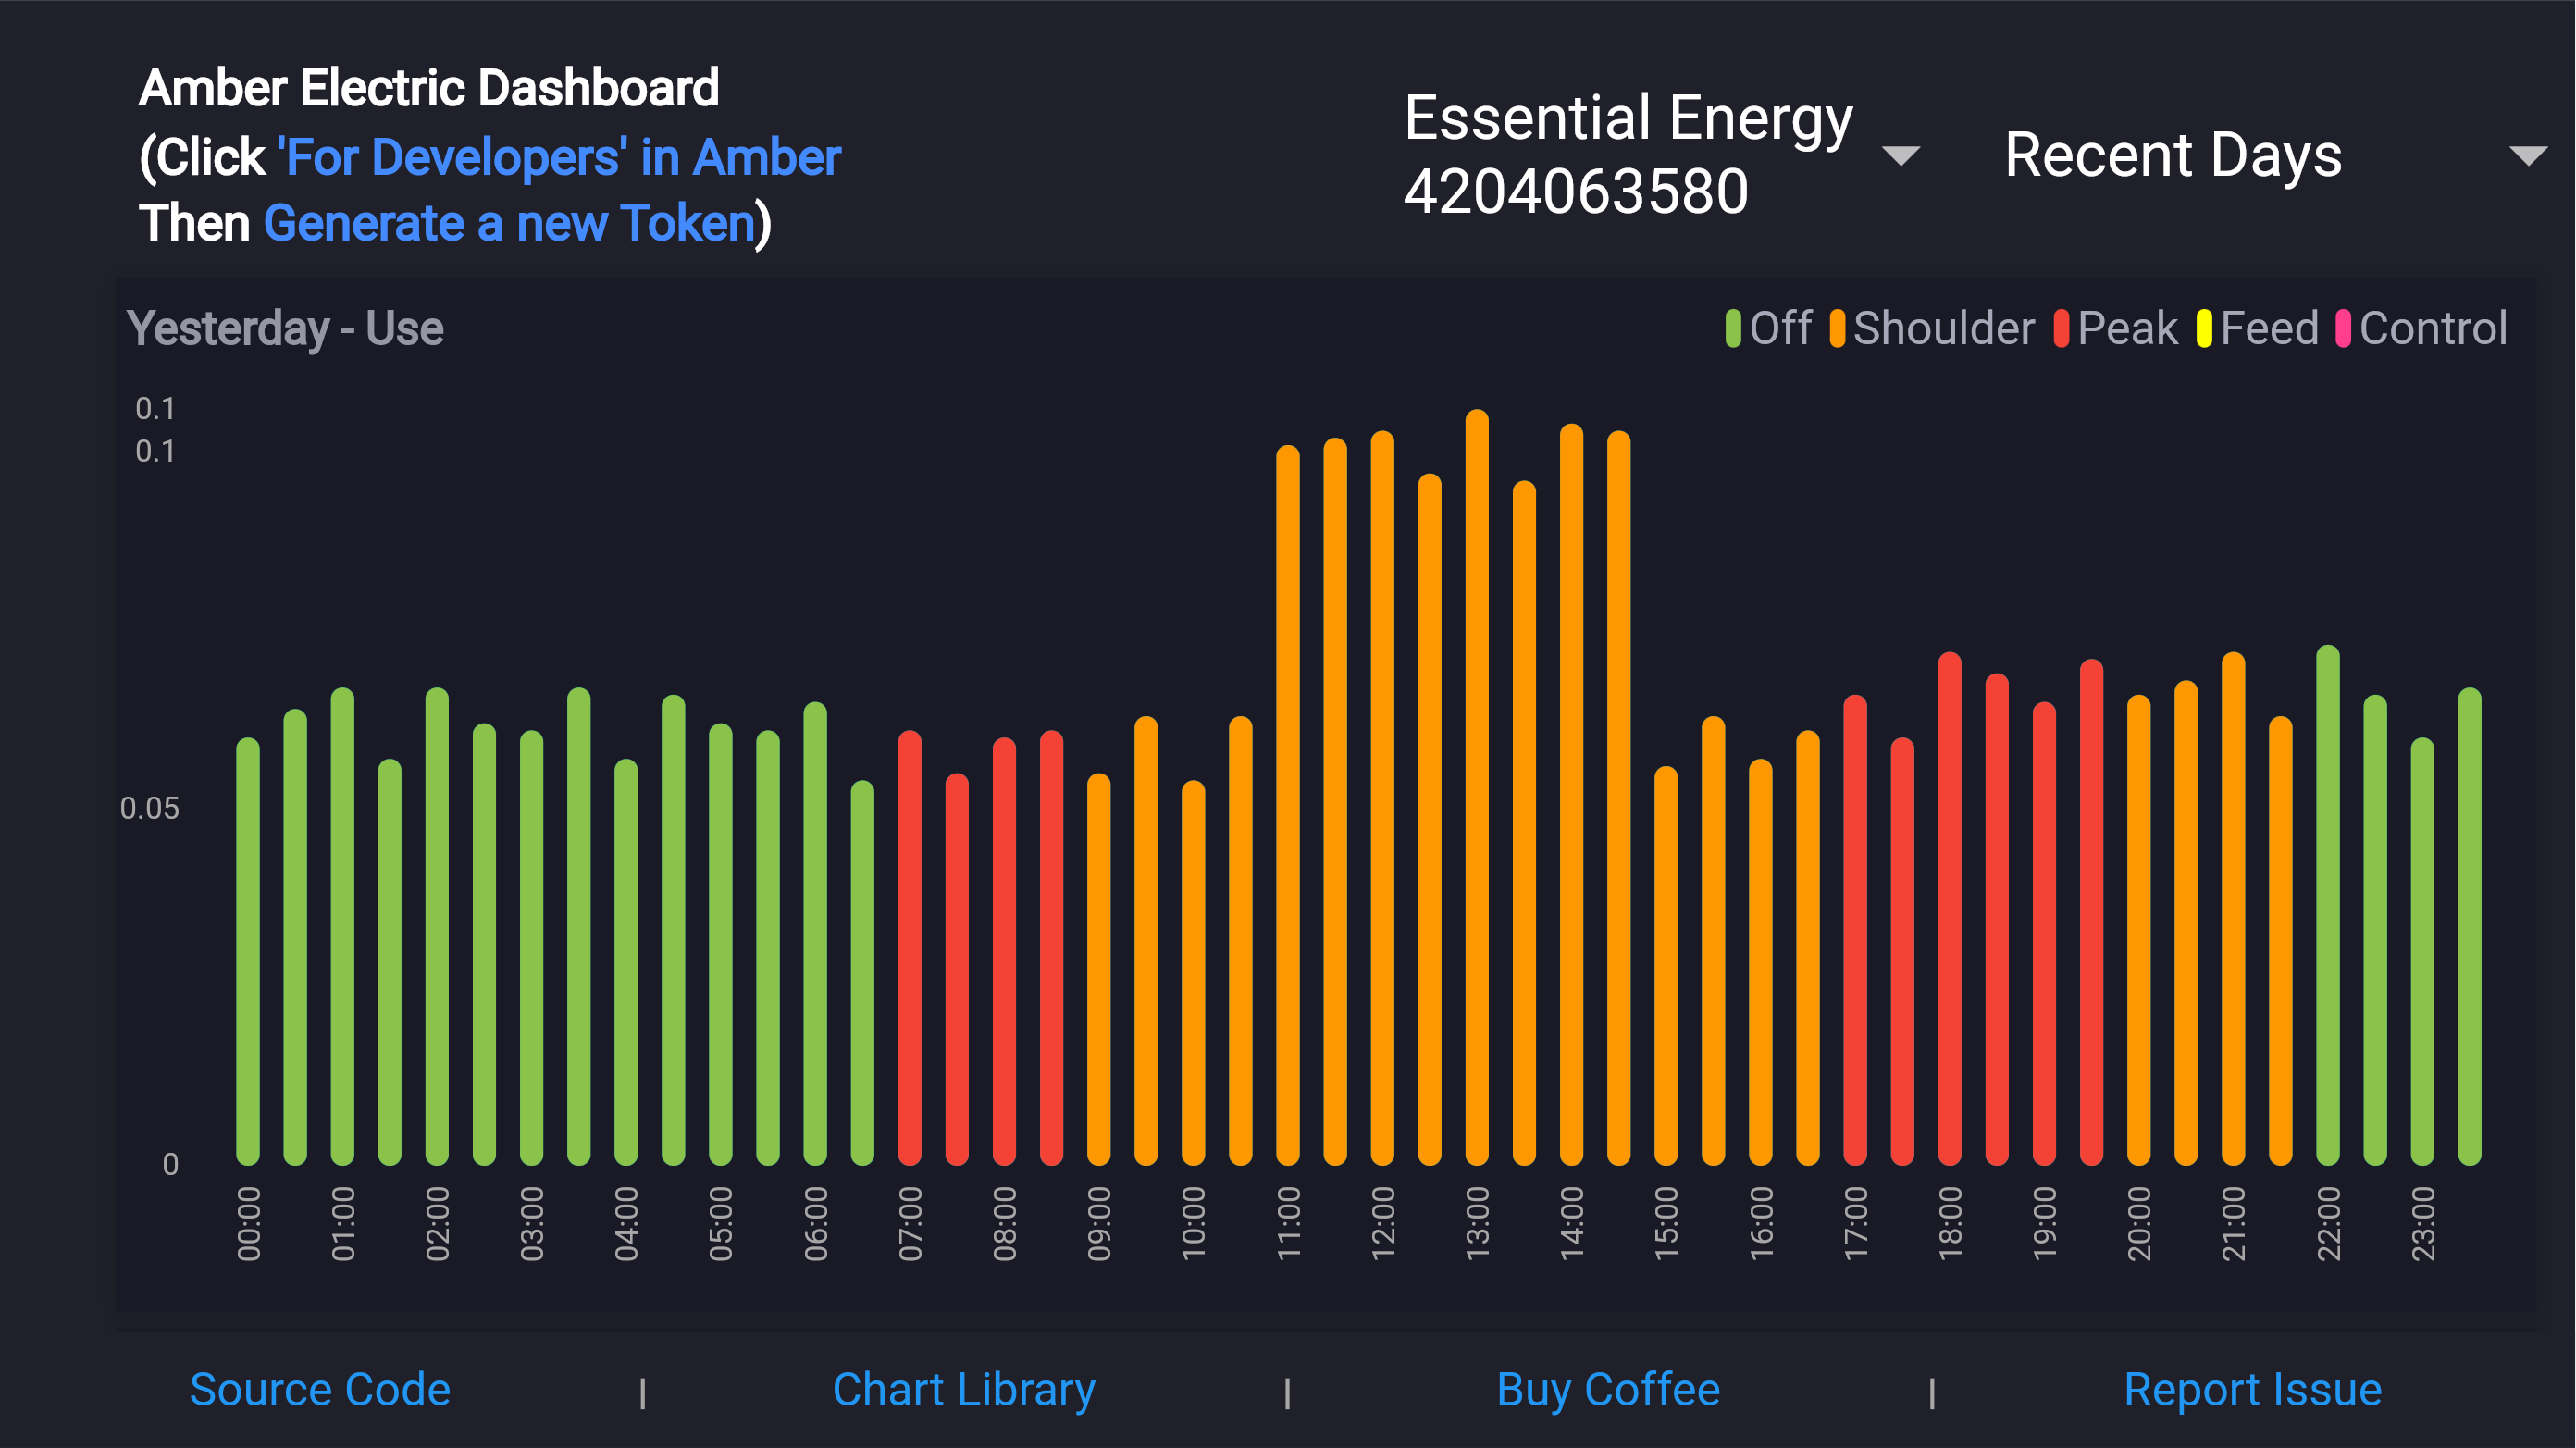 Amber Electric Dashboard
(Click 'For Developers' in Amber
Then Generate a new Token)
Essential Energy
4204063580
Recent Days
Yesterday - Use
Off Shoulder Peak Feed Control
0.1
0.1
0.05
0
00:00 01:00 02:00 03:00 04:00 05:00 06:00 07:00 08:00 09:00 10:00 11:00 12:00 13:00 14:00 15:00 16:00 17:00 18:00 19:00 20:00 21:00 22:00 23:00
Source Code | Chart Library | Buy Coffee | Report Issue